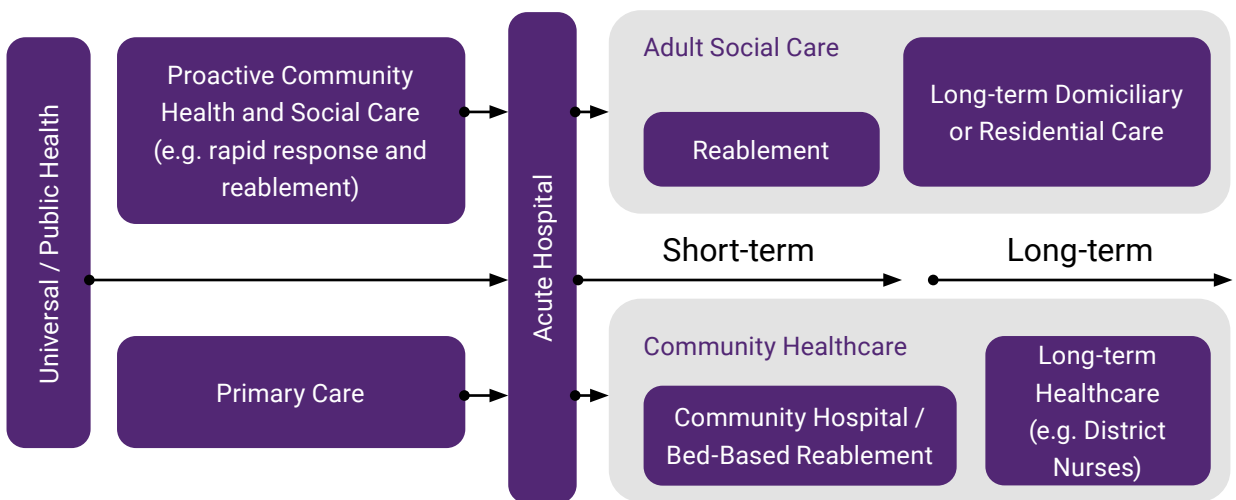 Universal / Public Health
Proactive Community
Health and Social Care
(e.g. rapid response and
reablement)
Primary Care
Acute Hospital
Adult Social Care
Reablement
Long-term Domiciliary
or Residential Care
Short-term
Long-term
Community Healthcare
Community Hospital /
Bed-Based Reablement
Long-term
Healthcare
(e.g. District
Nurses)